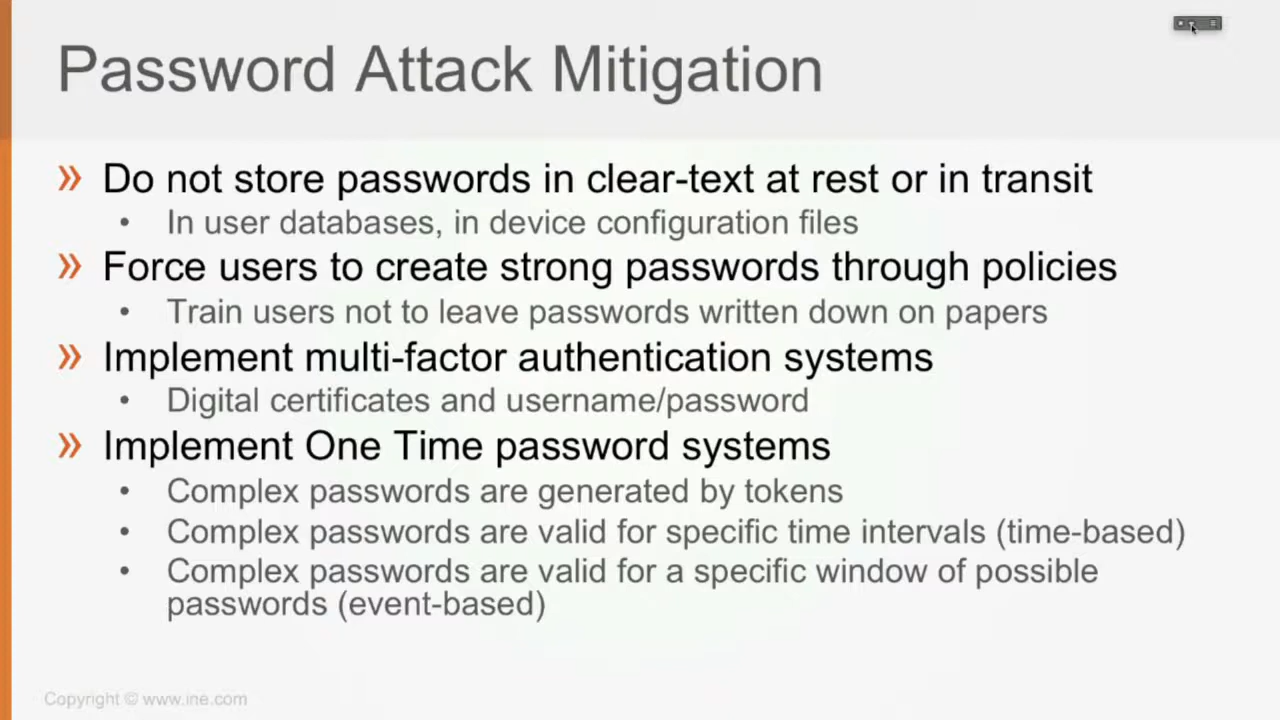 Password Attack Mitigation
» Do not store passwords in clear-text at rest or in transit
• In user databases, in device configuration files
» Force users to create strong passwords through policies
• Train users not to leave passwords written down on papers
» Implement multi-factor authentication systems
• Digital certificates and username/password
» Implement One Time password systems
• Complex passwords are generated by tokens
• Complex passwords are valid for specific time intervals (time-based)
• Complex passwords are valid for a specific window of possible
passwords (event-based)
Copyright © www.ine.com